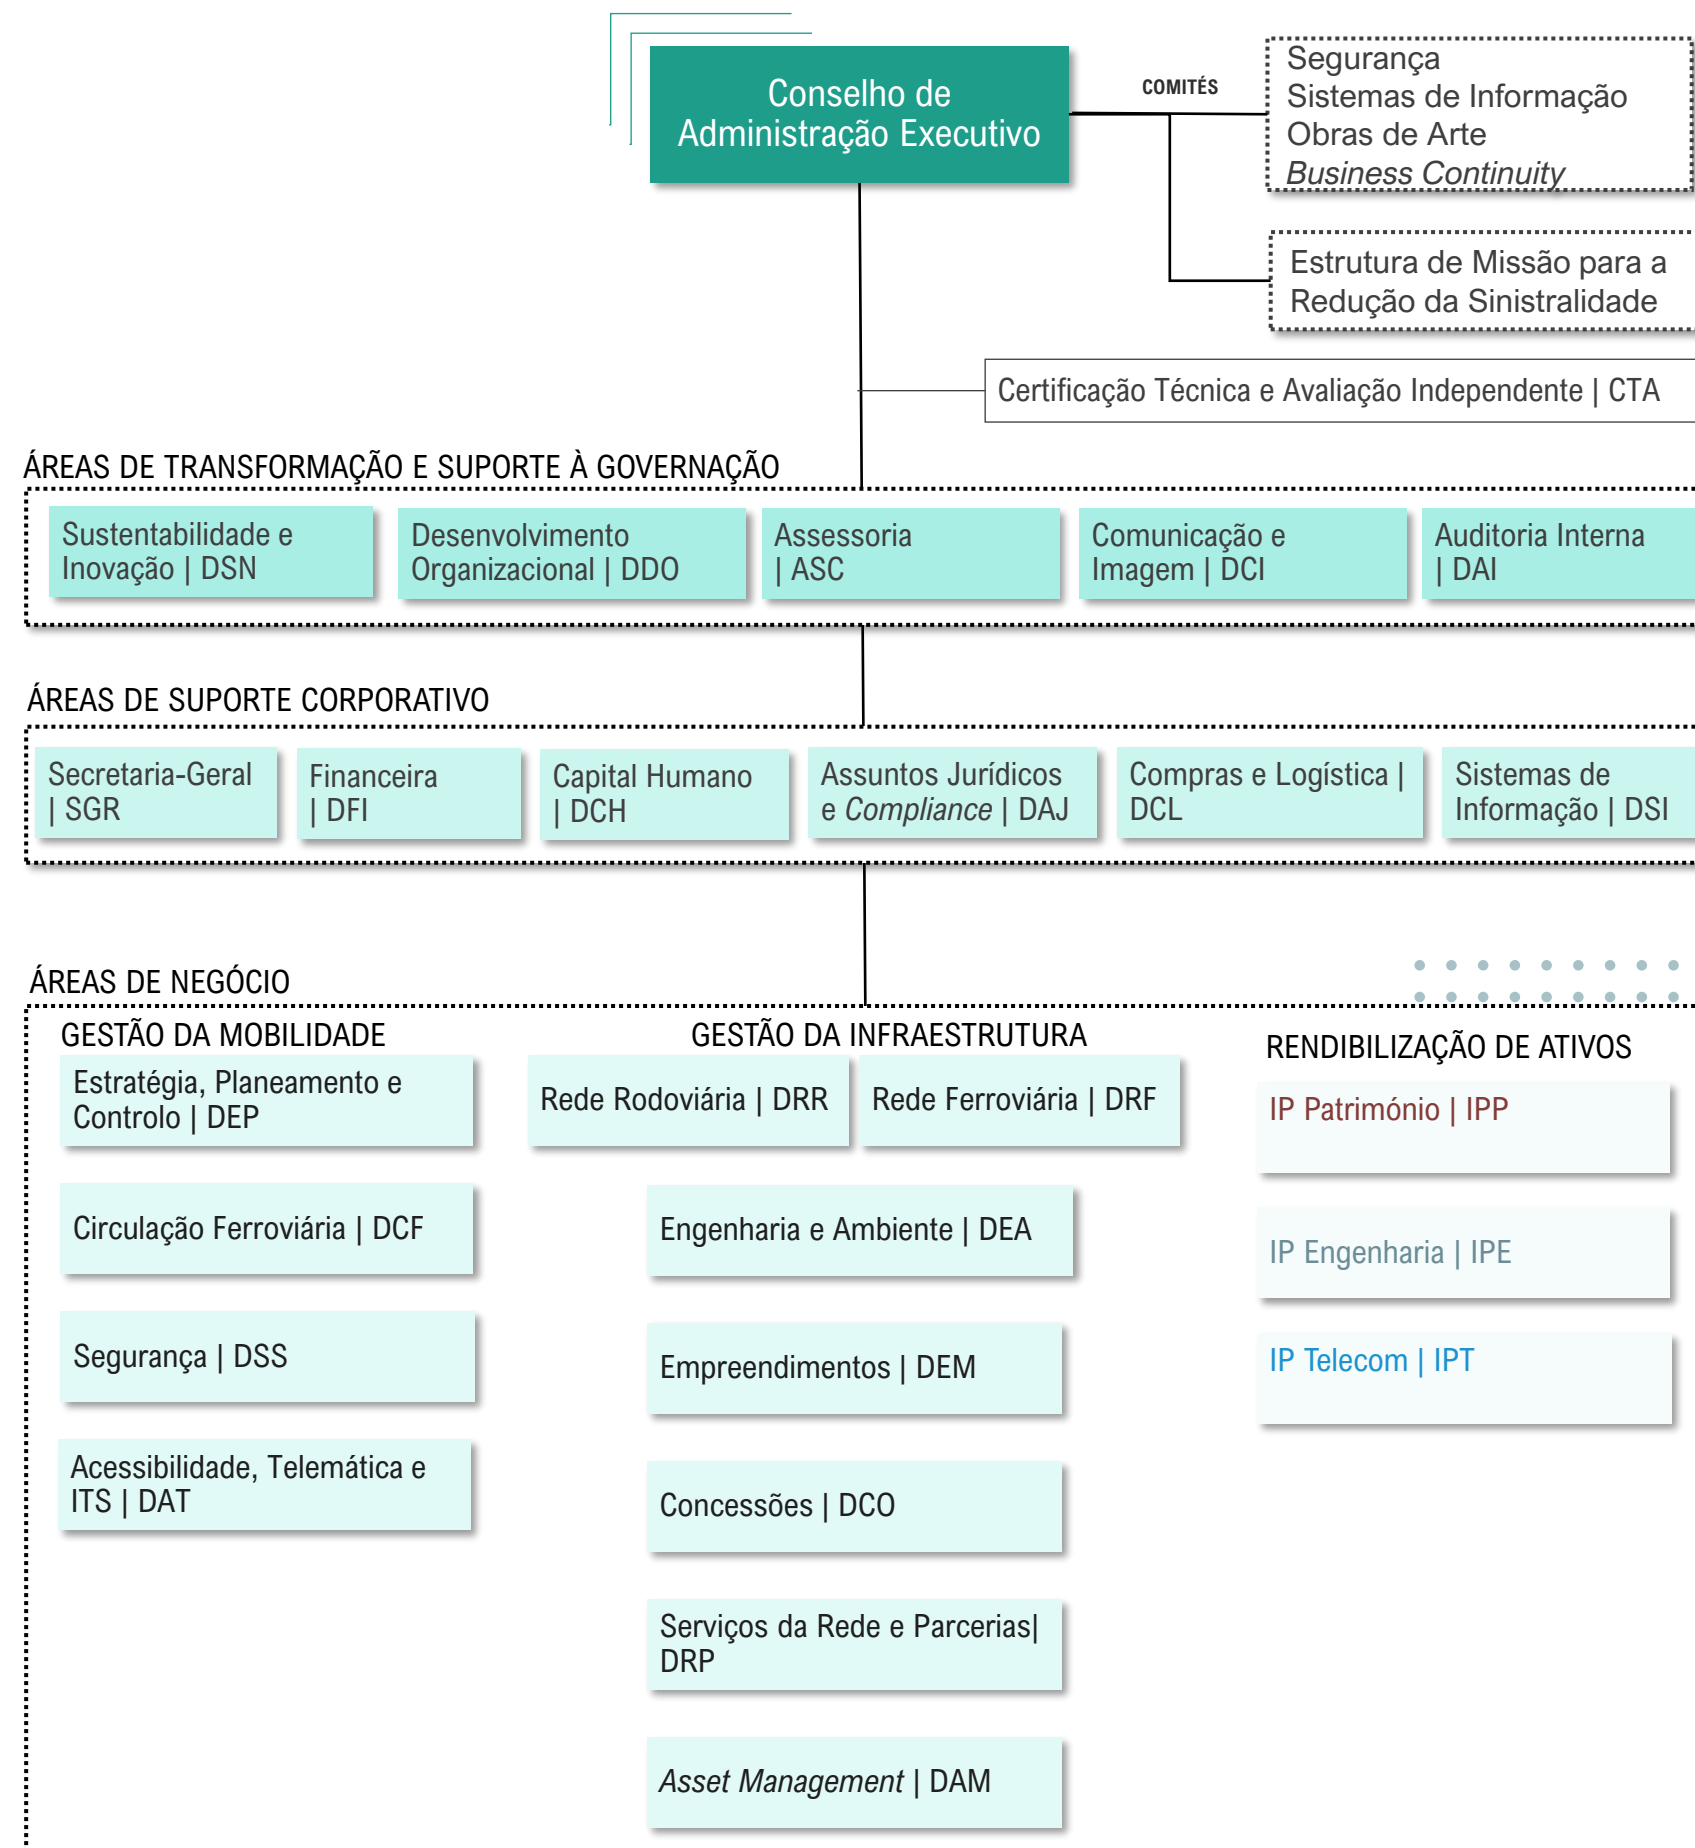 Conselho de
Administração Executivo
COMITÉS
Segurança
Sistemas de Informação
Obras de Arte
Business Continuity
Estrutura de Missão para a
Redução da Sinistralidade
Certificação Técnica e Avaliação Independente | CTA
ÁREAS DE TRANSFORMAÇÃO E SUPORTE À GOVERNAÇÃO
Sustentabilidade e
Inovação | DSN
Desenvolvimento
Organizacional | DDO
Assessoria
| ASC
Comunicação e
Imagem | DCI
Auditoria Interna
| DAI
ÁREAS DE SUPORTE CORPORATIVO
Secretaria-Geral
| SGR
Financeira
| DFI
Capital Humano
| DCH
Assuntos Jurídicos
e Compliance | DAJ
Compras e Logística |
DCL
Sistemas de
Informação | DSI
ÁREAS DE NEGÓCIO
GESTÃO DA MOBILIDADE
Estratégia, Planeamento e
Controlo | DEP
Circulação Ferroviária | DCF
Segurança | DSS
Acessibilidade, Telemática e
ITS | DAT
GESTÃO DA INFRAESTRUTURA
Rede Rodoviária | DRR
Rede Ferroviária | DRF
Engenharia e Ambiente | DEA
Empreendimentos | DEM
Concessões | DCO
Serviços da Rede e Parcerias|
DRP
Asset Management | DAM
RENDIBILIZAÇÃO DE ATIVOS
IP Património | IPP
IP Engenharia | IPE
IP Telecom | IPT